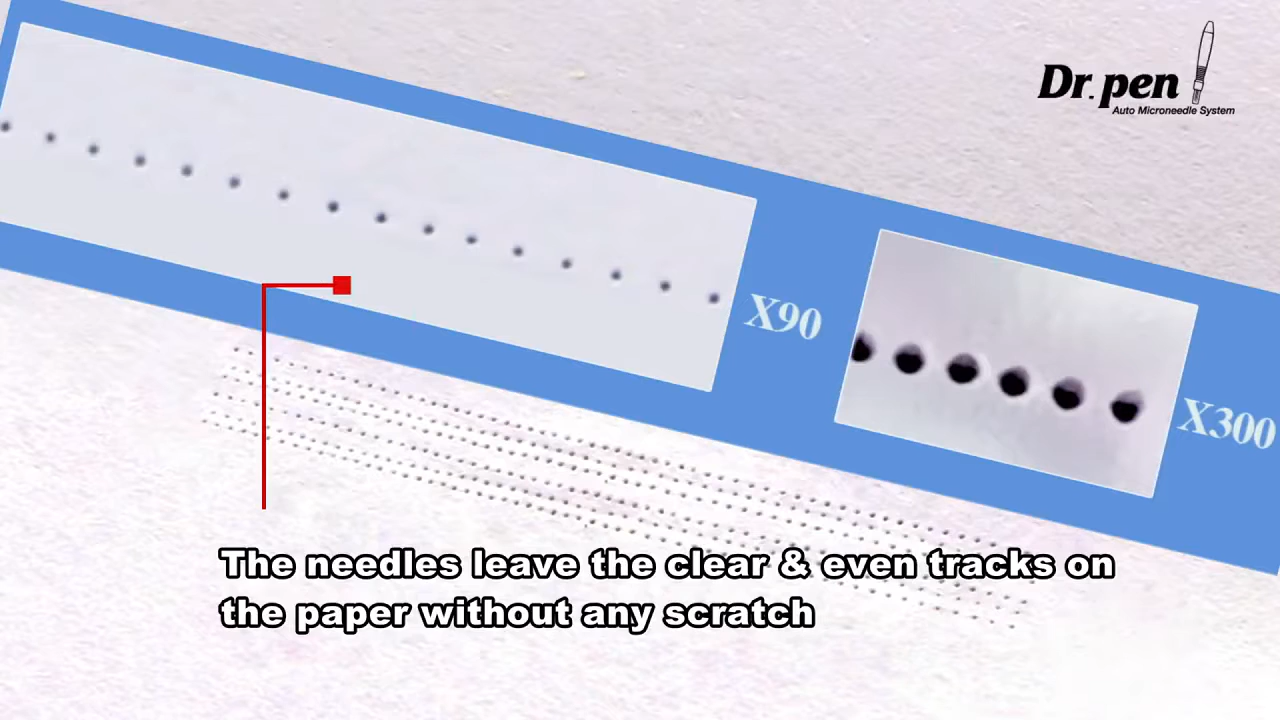 Dr. pen
Auto Microneedle System
X90
X300
The needles leave the clear & even tracks on
the paper without any scratch